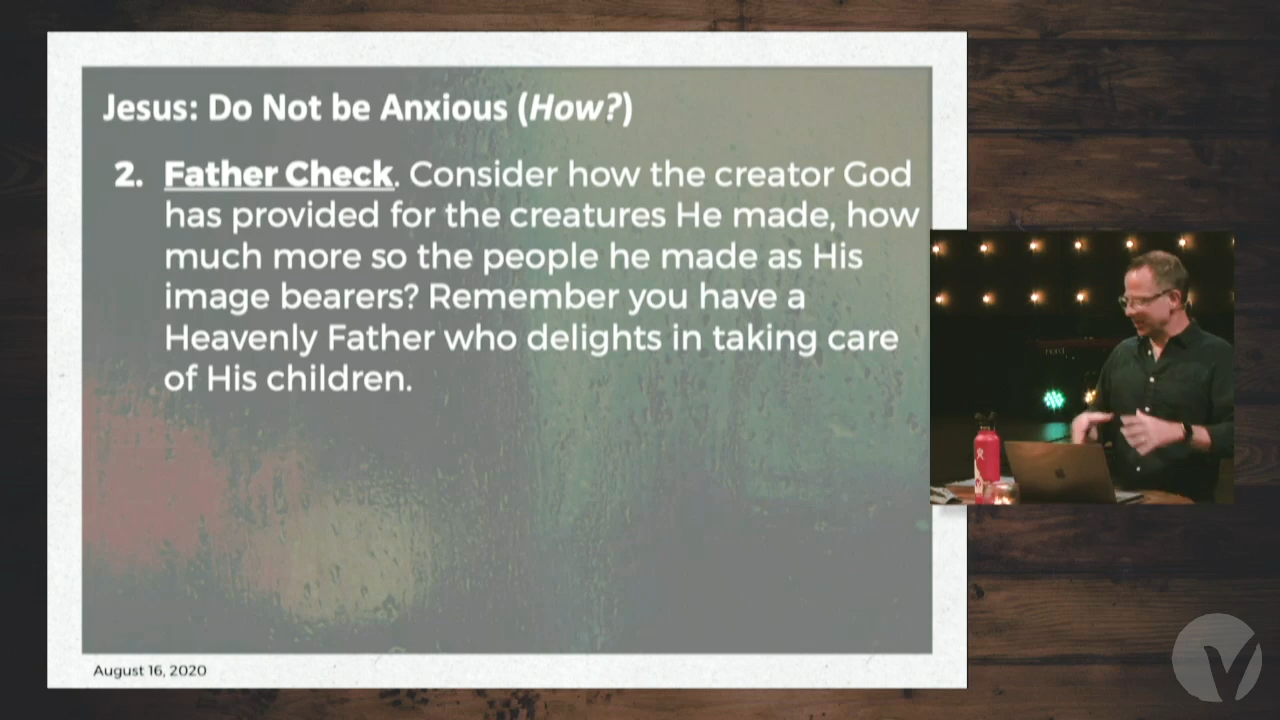 Jesus: Do Not be Anxious (How?)
2. Father Check. Consider how the creator God
has provided for the creatures He made, how
much more so the people he made as His
image bearers? Remember you have a
Heavenly Father who delights in taking care
of His children.
nord
August 16, 2020